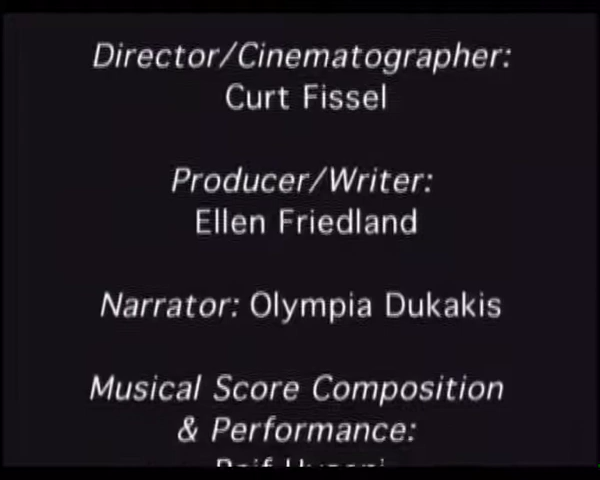 Director/Cinematographer:
Curt Fissel
Producer/Writer:
Ellen Friedland
Narrator: Olympia Dukakis
Musical Score Composition
& Performance: